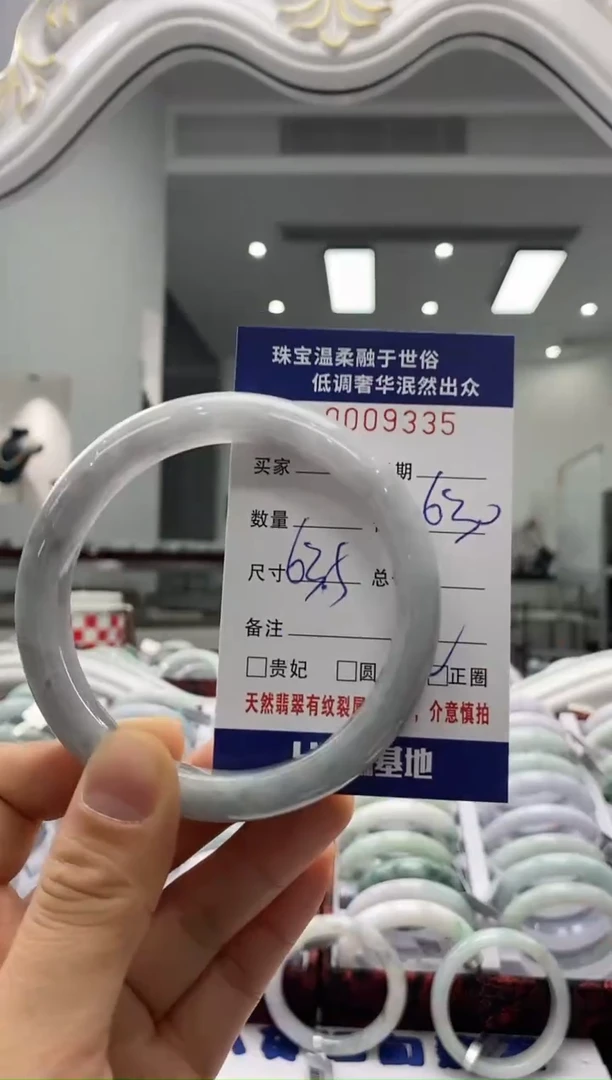 珠宝温柔融于世俗
低调奢华泯然出众
0009335
买家 期
数量 630
尺寸 62.5 总
备注
贵妃 圆 正圈
天然翡翠有纹裂属 ，介意慎拍
基地